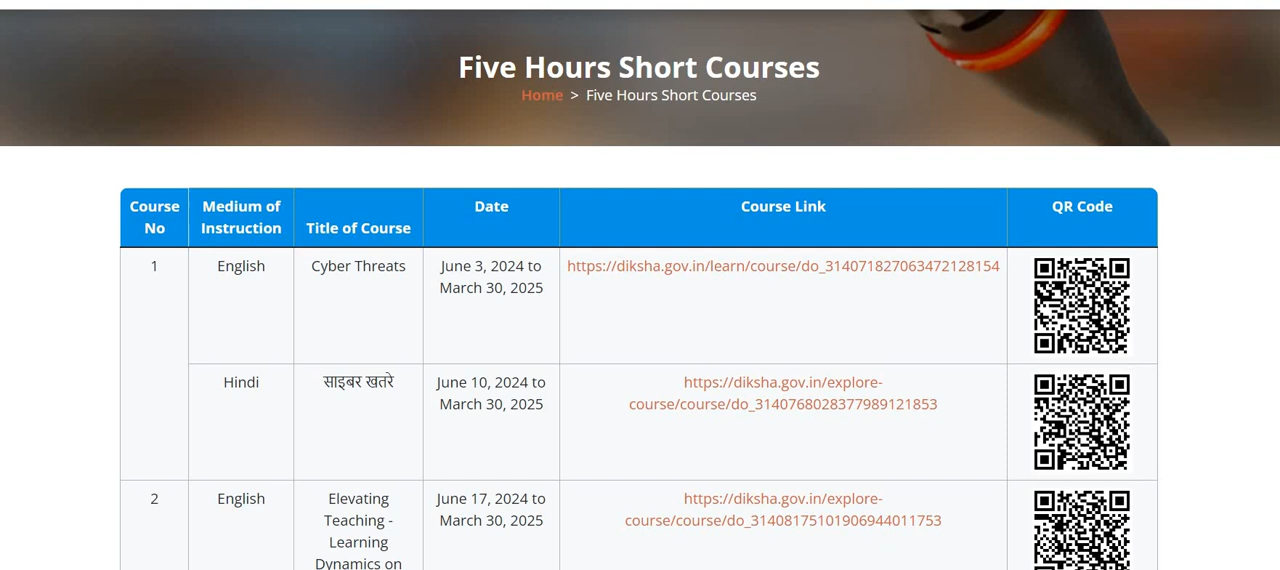 Five Hours Short Courses
Home > Five Hours Short Courses
Course No
Medium of Instruction
Title of Course
Date
Course Link
QR Code
1
English
Cyber Threats
June 3, 2024 to
March 30, 2025
https://diksha.gov.in/learn/course/do_314071827063472128154
Hindi
साइबर खतरे
June 10, 2024 to
March 30, 2025
https://diksha.gov.in/explore-
course/course/do_3140768028377989121853
2
English
Elevating
Teaching -
Learning
Dynamics on
June 17, 2024 to
March 30, 2025
https://diksha.gov.in/explore-
course/course/do_31408175101906944011753